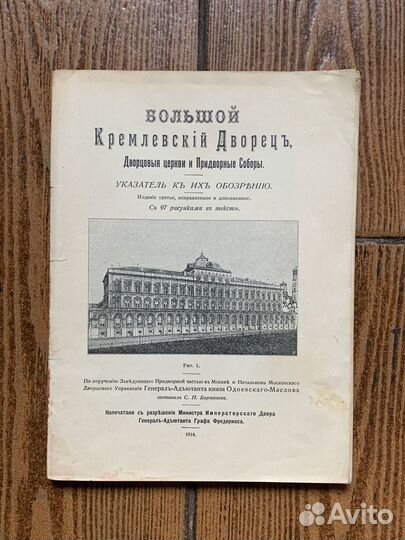 БОЛЬШОЙ
Кремлевскій Дворецъ,
Дворцовыя церкви и Придворные Соборы.
УКАЗАТЕЛЬ КЪ ИХЪ ОБОЗРѢНІЮ.
Изданіе третье, исправленное и дополненное.
Съ 97 рисунками въ текстѣ.
Рис. 1.
По порученію Завѣдующаго Придворной частью въ Москвѣ и Начальника Московскаго
Дворцоваго Управленія Генералъ-Адъютанта князя Одоевскаго-Маслова
составилъ С. П. Бартеневъ.
Напечатано съ разрѣшенія Министра Императорскаго Двора
Генералъ-Адъютанта Графа Фредерикса.
1916.
Avito